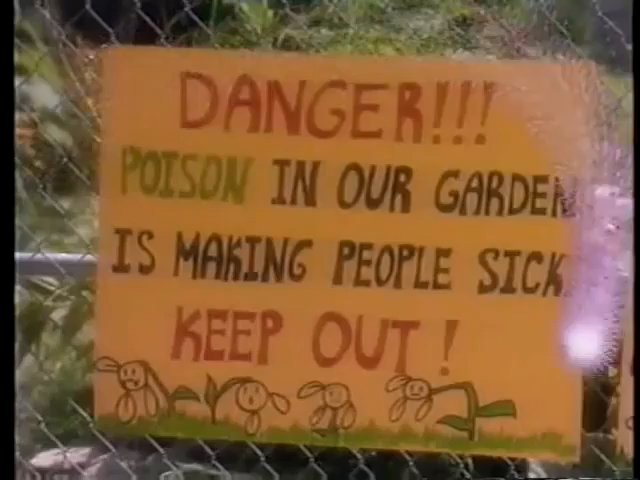 DANGER!!!
POISON IN OUR GARDEN
IS MAKING PEOPLE SICK
KEEP OUT!